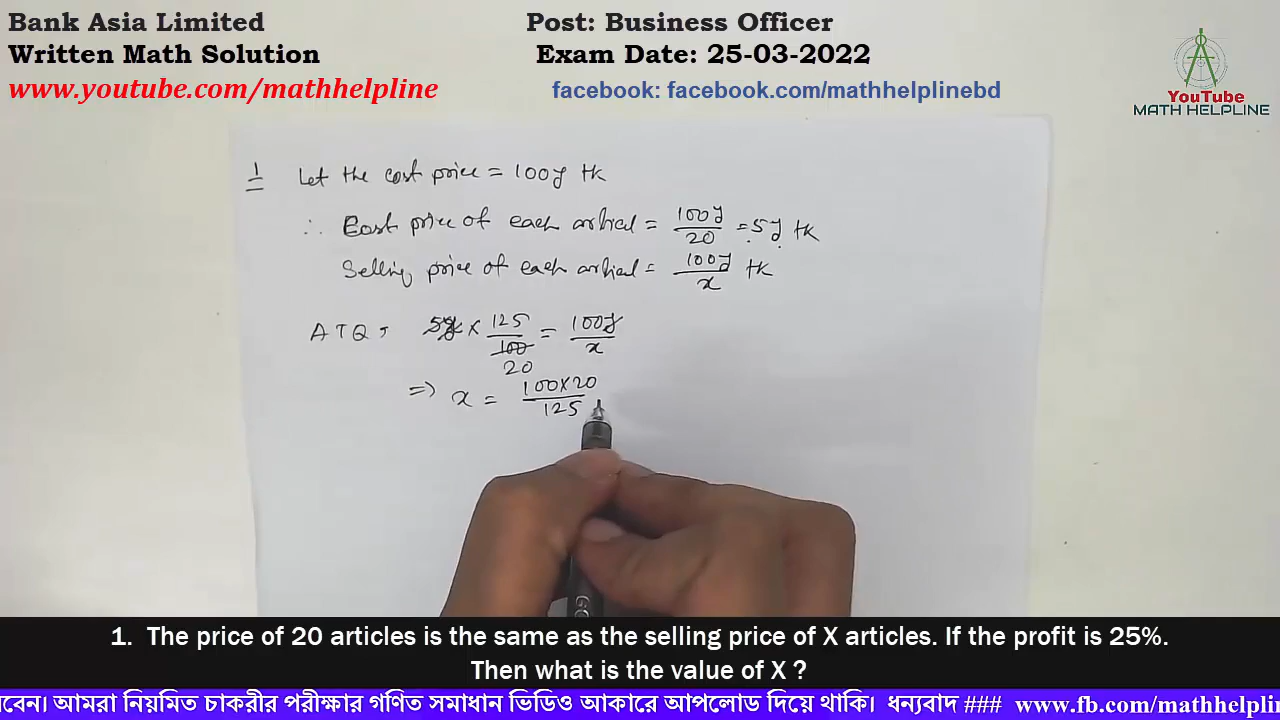 Bank Asia Limited
Post: Business Officer
Written Math Solution
Exam Date: 25-03-2022
www.youtube.com/mathhelpline
facebook: facebook.com/mathhelplinebd
YouTube
MATH HELPLINE
1 Let the cost price = 100y tk
∴ Cost price of each artical = 100y/20 = 5y tk
Selling price of each artical = 100y/x tk
ATQ, 5y × 125/100 = 100y/x
20
=> x = 100×20/125
GO
1. The price of 20 articles is the same as the selling price of X articles. If the profit is 25%.
Then what is the value of X ?
বেন। আমরা নিয়মিত চাকরীর পরীক্ষার গণিত সমাধান ভিডিও আকারে আপলোড দিয়ে থাকি। ধন্যবাদ ### www.fb.com/mathhelpline